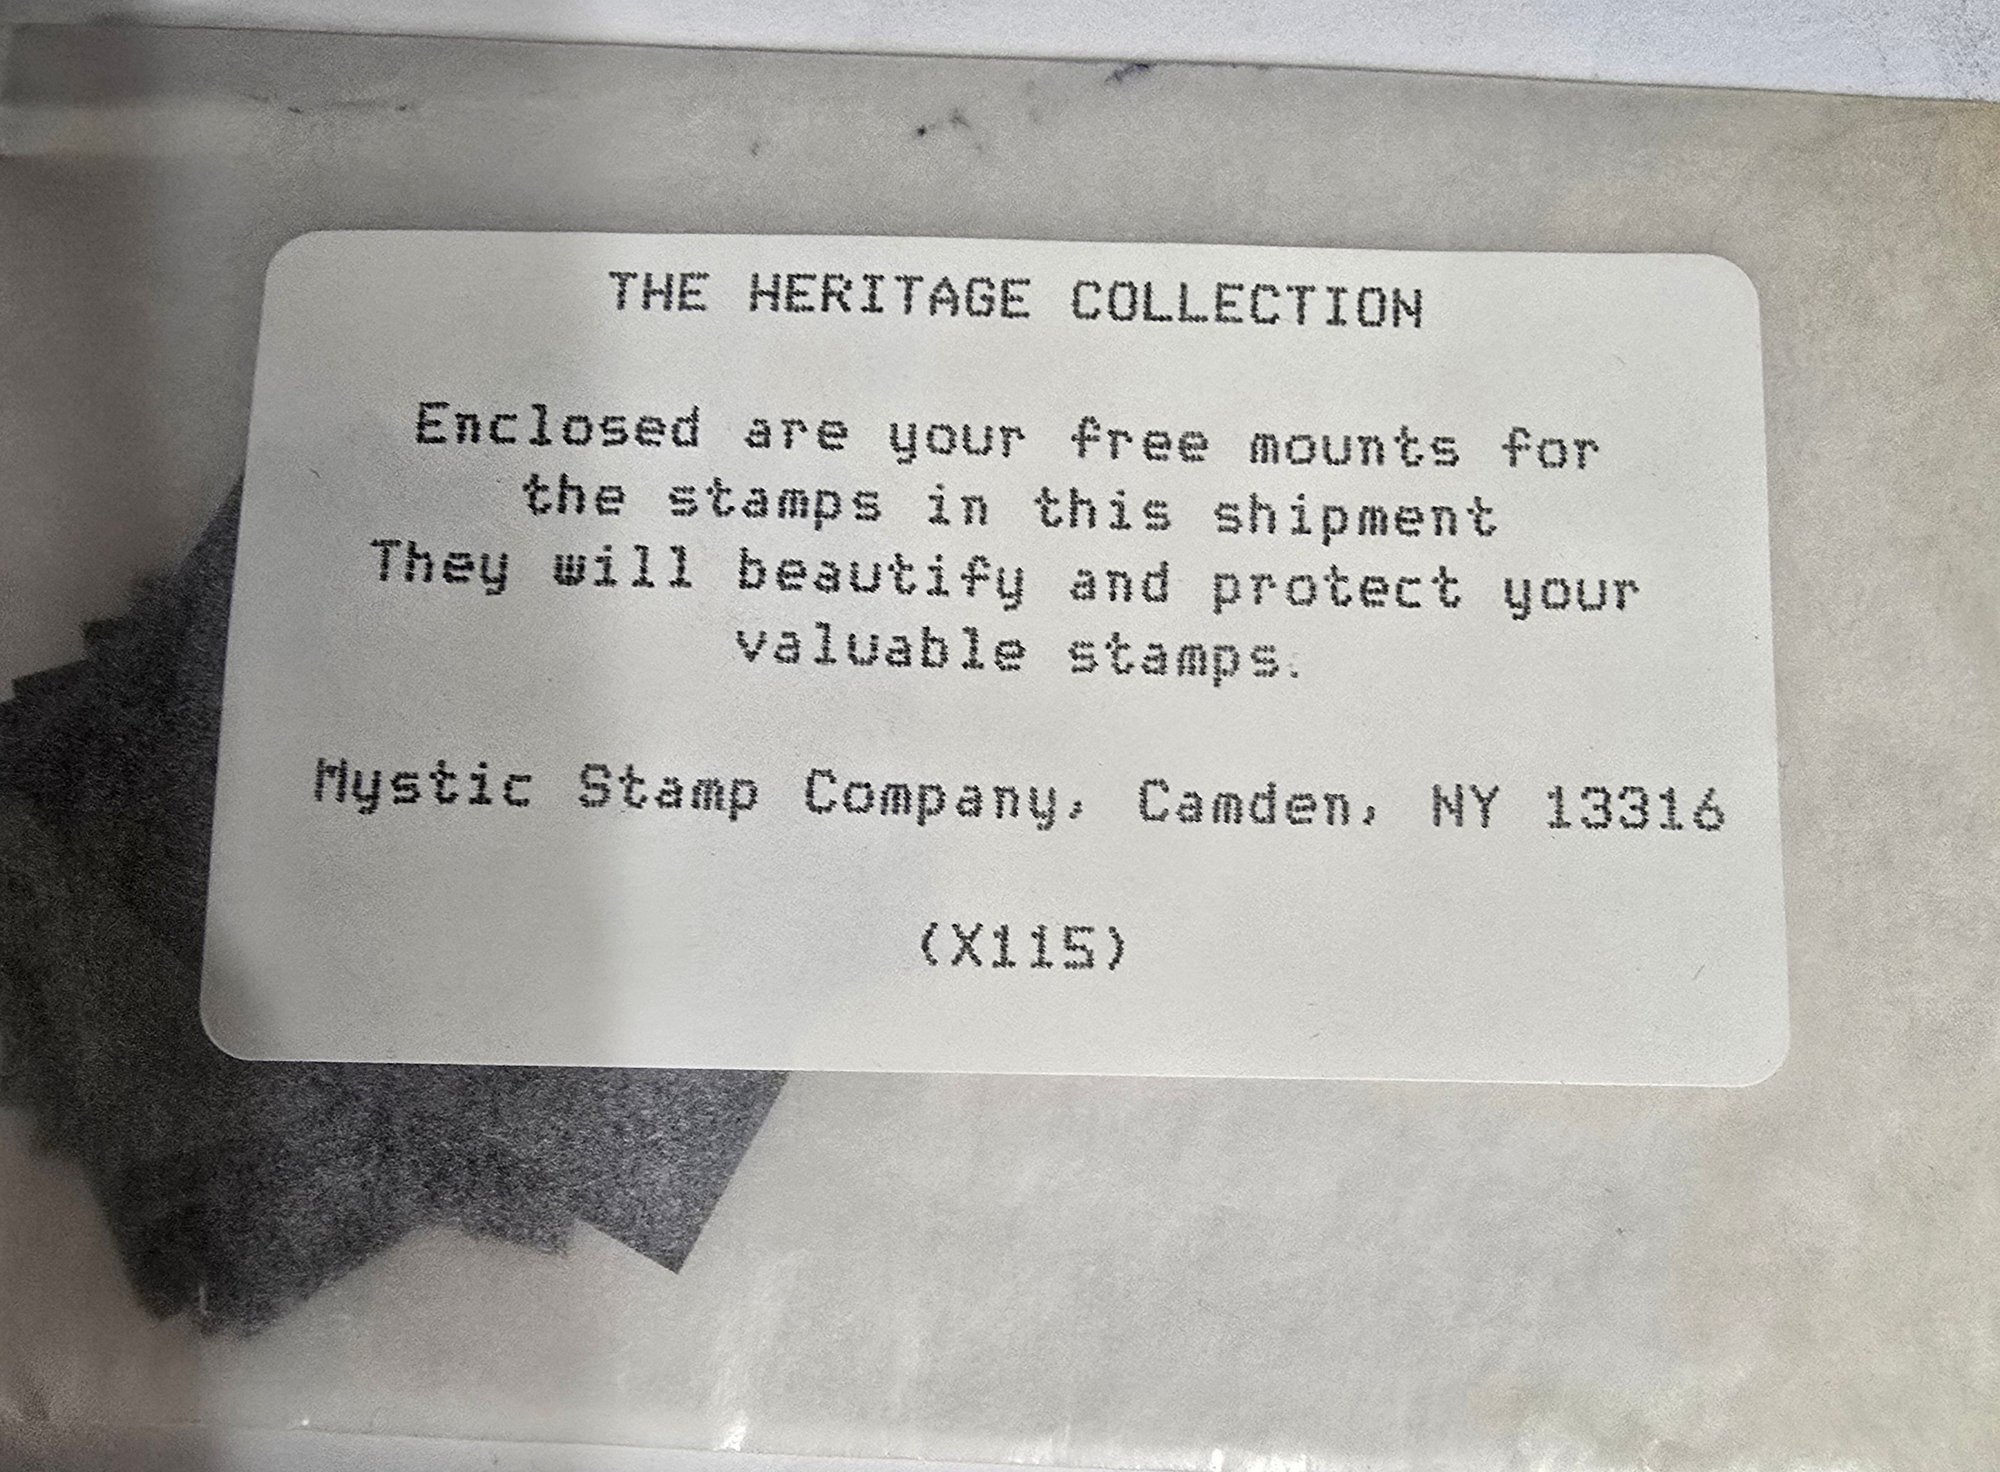 THE HERITAGE COLLECTION
Enclosed are your free mounts for
the stamps in this shipment
They will beautify and protect your
valuable stamps.
Mystic Stamp Company, Camden, NY 13316
(X115)